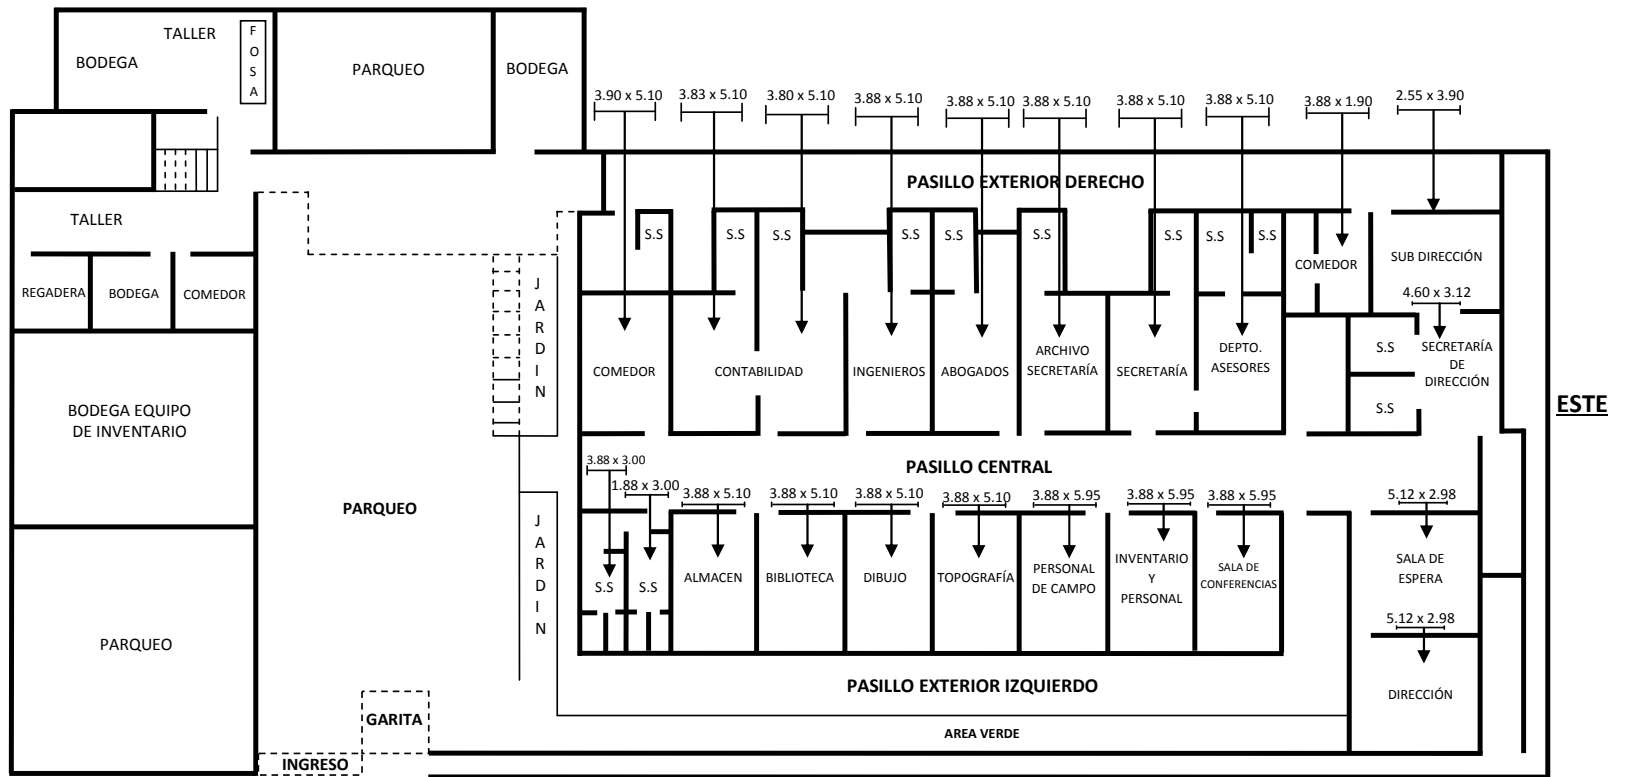 TALLER
BODEGA
F
O
S
A
PARQUEO
BODEGA
3.90 x 5.10
3.83 x 5.10
3.80 x 5.10
3.88 x 5.10
3.88 x 5.10
3.88 x 5.10
3.88 x 5.10
3.88 x 5.10
3.88 x 1.90
2.55 x 3.90
PASILLO EXTERIOR DERECHO
TALLER
REGADERA
BODEGA
COMEDOR
S.S
S.S
S.S
S.S
S.S
S.S
S.S
S.S
S.S
COMEDOR
SUB DIRECCIÓN
4.60 x 3.12
J
A
R
D
I
N
COMEDOR
CONTABILIDAD
INGENIEROS
ABOGADOS
ARCHIVO
SECRETARÍA
SECRETARÍA
DEPTO.
ASESORES
S.S
S.S
SECRETARÍA
DE
DIRECCIÓN
ESTE
BODEGA EQUIPO
DE INVENTARIO
PASILLO CENTRAL
PARQUEO
3.88 x 3.00
1.88 x 3.00
3.88 x 5.10
3.88 x 5.10
3.88 x 5.10
3.88 x 5.10
3.88 x 5.95
3.88 x 5.95
3.88 x 5.95
5.12 x 2.98
J
A
R
D
I
N
S.S
S.S
ALMACEN
BIBLIOTECA
DIBUJO
TOPOGRAFÍA
PERSONAL
DE CAMPO
INVENTARIO
Y
PERSONAL
SALA DE
CONFERENCIAS
SALA DE
ESPERA
5.12 x 2.98
PARQUEO
PASILLO EXTERIOR IZQUIERDO
DIRECCIÓN
GARITA
AREA VERDE
INGRESO